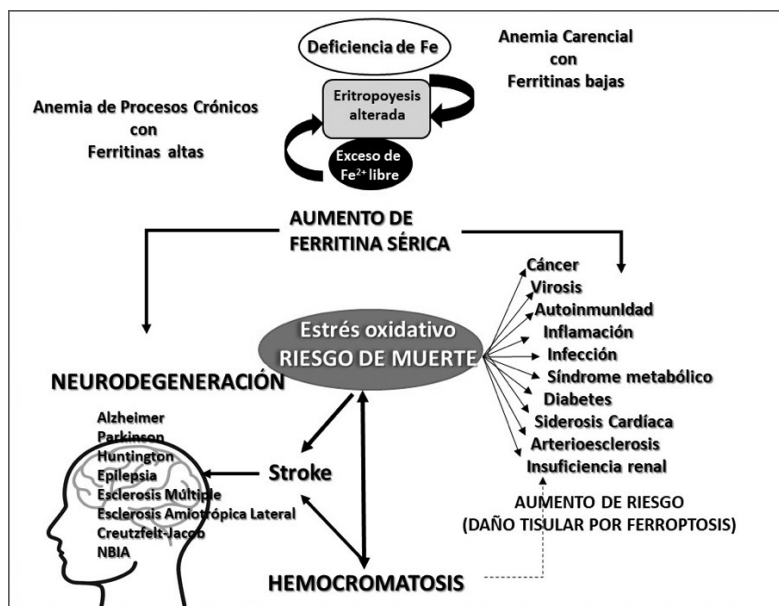 Deficiencia de Fe
Anemia Carencial
con
Ferritinas bajas
Eritropoyesis
alterada
Anemia de Procesos Crónicos
con
Ferritinas altas
Exceso de
Fe²⁺ libre
AUMENTO DE
FERRITINA SÉRICA
Cáncer
Virosis
Autoinmunidad
Inflamación
Infección
Síndrome metabólico
Diabetes
Siderosis Cardíaca
Arterioesclerosis
Insuficiencia renal
Estrés oxidativo
RIESGO DE MUERTE
NEURODEGENERACIÓN
Alzheimer
Parkinson
Huntington
Epilepsia
Esclerosis Múltiple
Esclerosis Amiotrópica Lateral
Creutzfelt-Jacob
NBIA
Stroke
AUMENTO DE RIESGO
(DAÑO TISULAR POR FERROPTOSIS)
HEMOCROMATOSIS